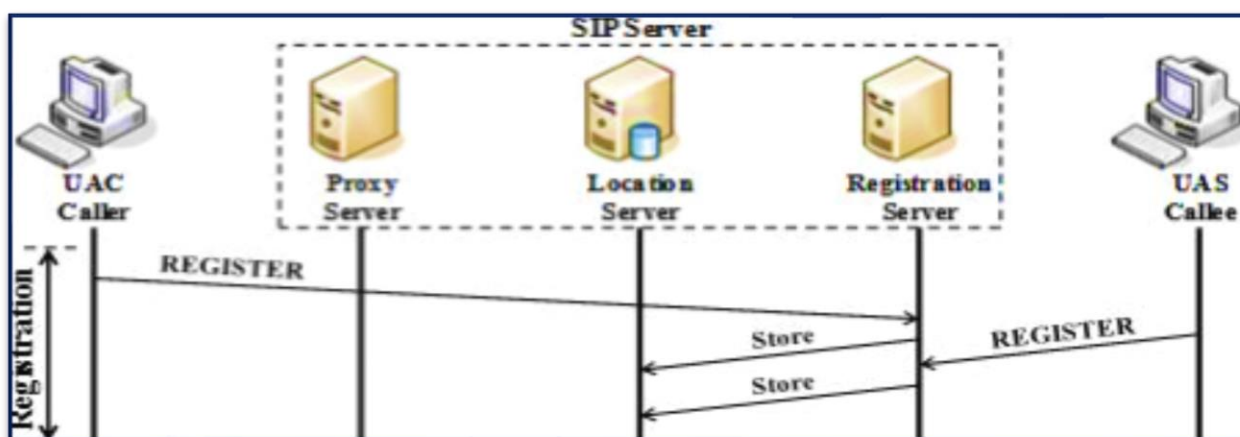 SIP Server
UAC
Caller
Proxy
Server
Location
Server
Registration
Server
UAS
Callee
Registration
REGISTER
Store
REGISTER
Store